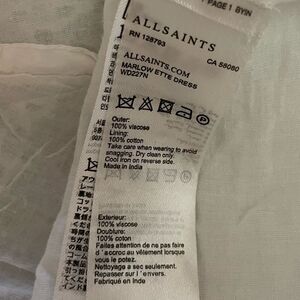 PAGE 1
ALLSAINTS
RN 128793
CA 55080
ALLSAINTS.COM
MARLOW ETTE DRESS
WD227N
Outer:
100% viscose
Lining:
100% cotton
Take care when wearing to avoid
snagging. Dry clean only.
Cool iron on reverse side.
Made in India
Exterieur:
100% viscose
Doublure:
100% coton
Faites attention de ne pas faire
d'accroc au vêtement lorsque
vous le portez.
Nettoyage a sec seulement.
Repasser sur l'envers.
Fabriqué en Inde